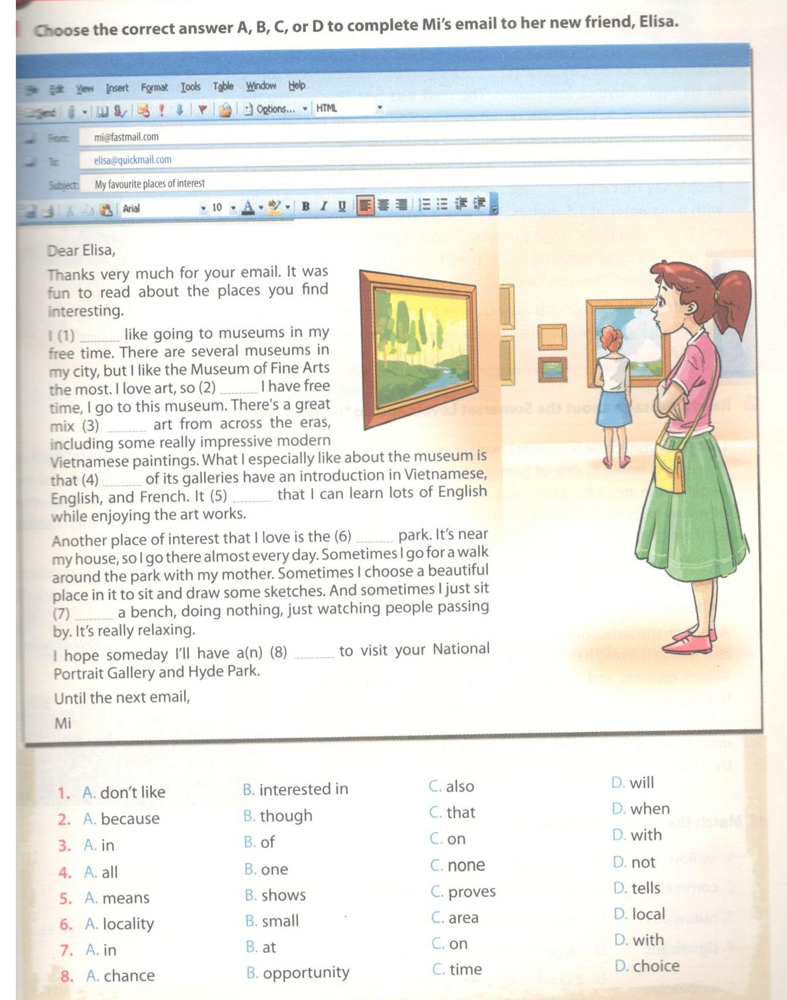 Choose the correct answer A, B, C, or D to complete Mi's email to her new friend, Elisa.
Edit View Insert Format Tools Table Window Help
Send Options... HTML
From: mi@fastmail.com
To: elisa@quickmail.com
Subject: My favourite places of interest
Arial 10 A ab B I U
Dear Elisa,
Thanks very much for your email. It was
fun to read about the places you find
interesting.
I (1) ________ like going to museums in my
free time. There are several museums in
my city, but I like the Museum of Fine Arts
the most. I love art, so (2) ________ I have free
time, I go to this museum. There's a great
mix (3) ________ art from across the eras,
including some really impressive modern
Vietnamese paintings. What I especially like about the museum is
that (4) ________ of its galleries have an introduction in Vietnamese,
English, and French. It (5) ________ that I can learn lots of English
while enjoying the art works.
Another place of interest that I love is the (6) ________ park. It's near
my house, so I go there almost every day. Sometimes I go for a walk
around the park with my mother. Sometimes I choose a beautiful
place in it to sit and draw some sketches. And sometimes I just sit
(7) ________ a bench, doing nothing, just watching people passing
by. It's really relaxing.
I hope someday I'll have a(n) (8) ________ to visit your National
Portrait Gallery and Hyde Park.
Until the next email,
Mi
1. A. don't like B. interested in C. also D. will
2. A. because B. though C. that D. when
3. A. in B. of C. on D. with
4. A. all B. one C. none D. not
5. A. means B. shows C. proves D. tells
6. A. locality B. small C. area D. local
7. A. in B. at C. on D. with
8. A. chance B. opportunity C. time D. choice